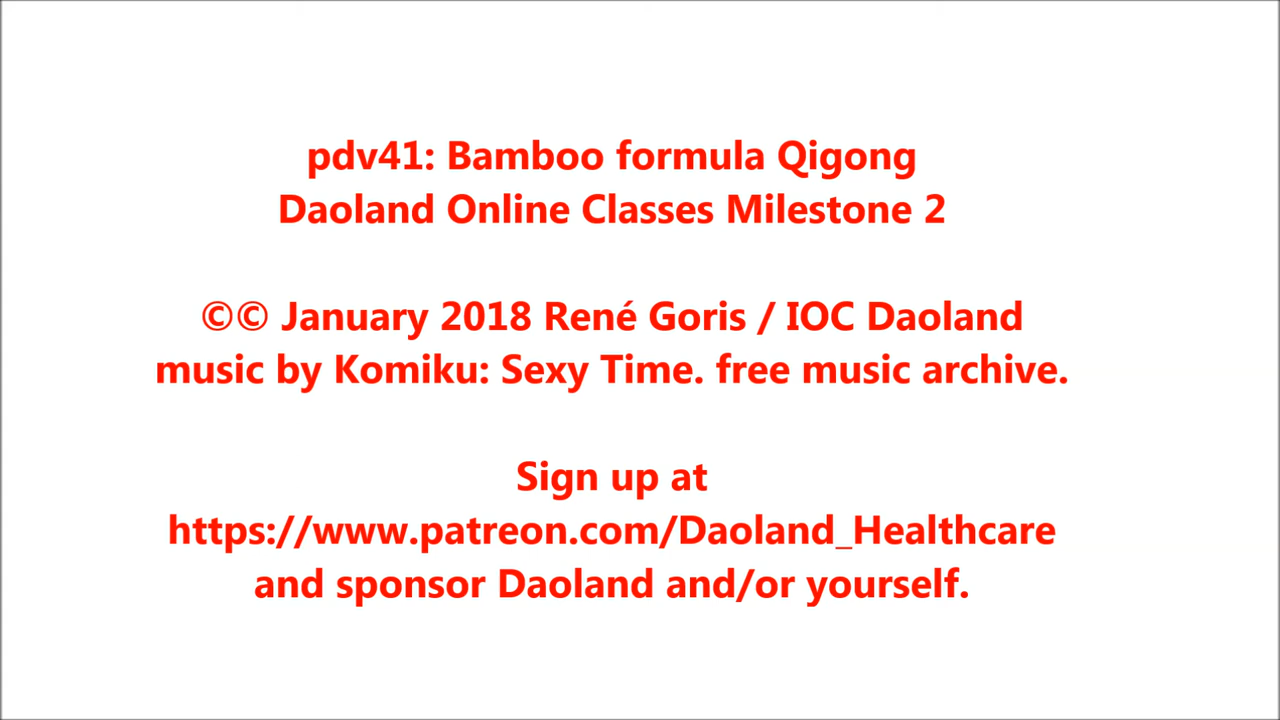 pdv41: Bamboo formula Qigong
Daoland Online Classes Milestone 2
©© January 2018 René Goris / IOC Daoland
music by Komiku: Sexy Time. free music archive.
Sign up at
https://www.patreon.com/Daoland_Healthcare
and sponsor Daoland and/or yourself.